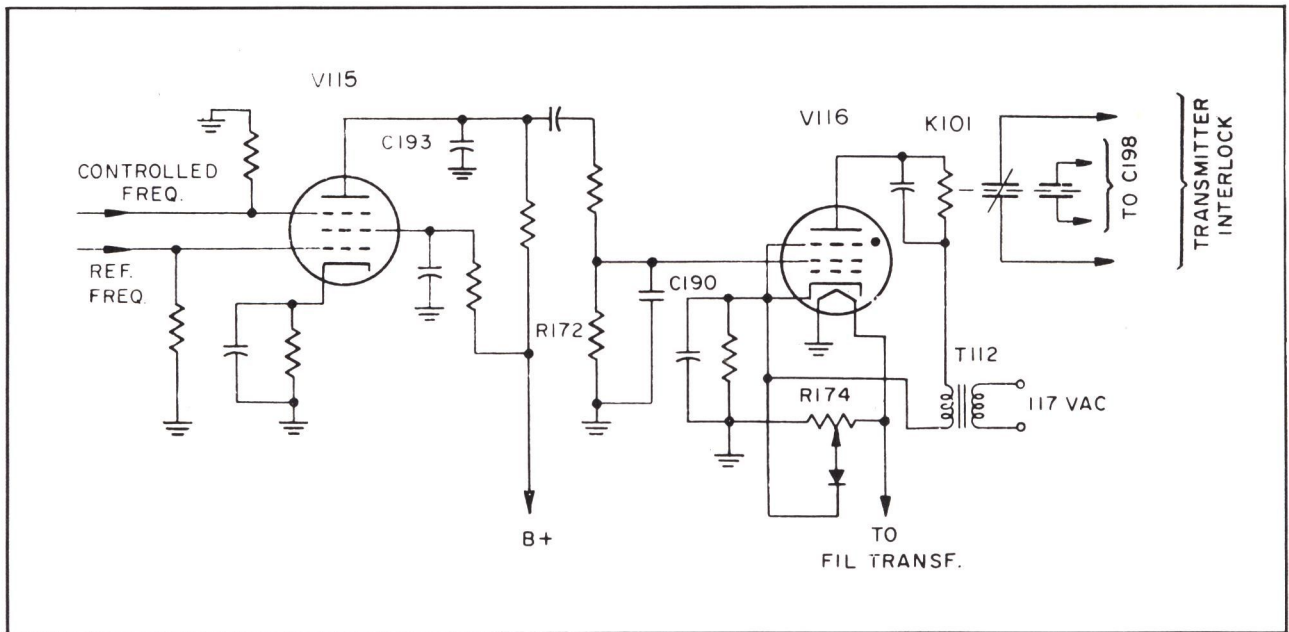 V115
C193
CONTROLLED
FREQ.
REF.
FREQ.
R172
C190
B+
V116
K101
TO C198
TRANSMITTER
INTERLOCK
T112
R174
117 VAC
TO
FIL TRANSF.